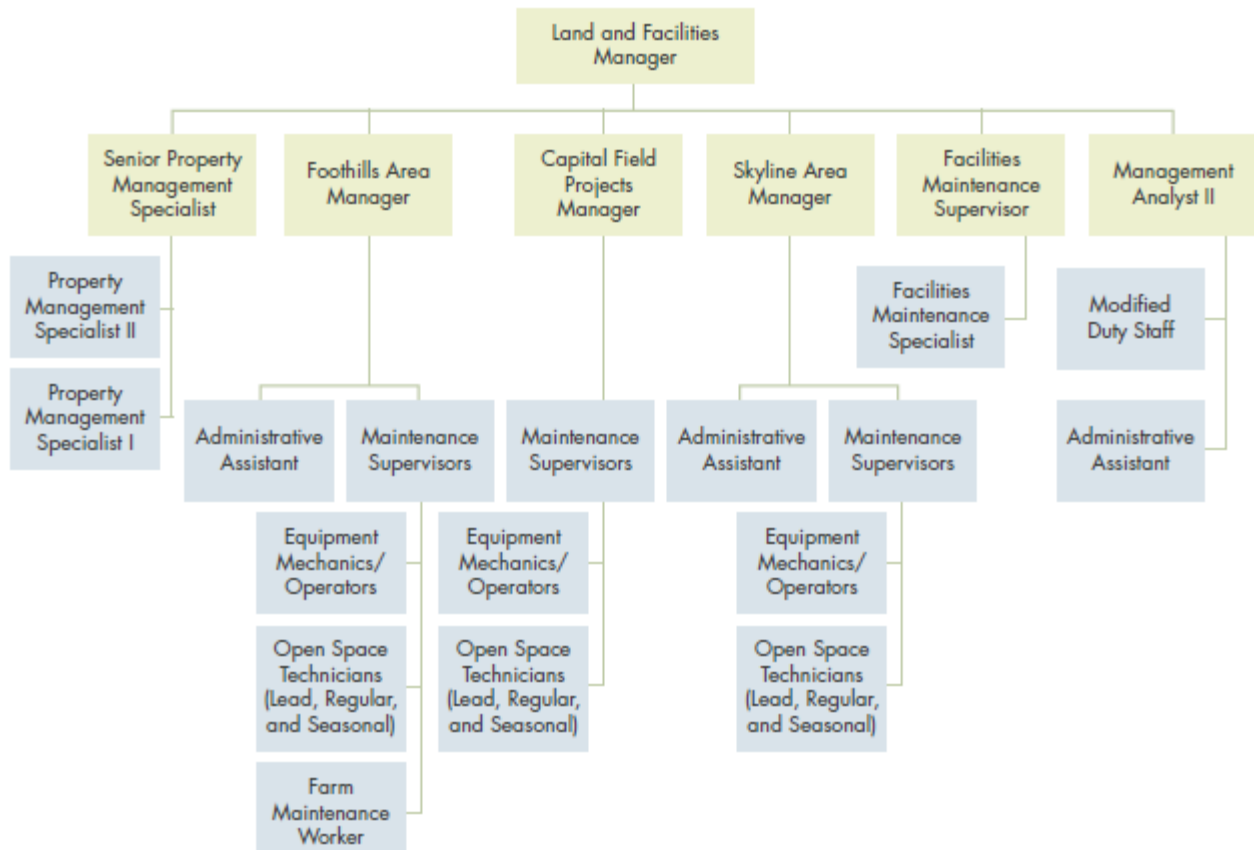 Land and Facilities
Manager
Senior Property
Management
Specialist
Foothills Area
Manager
Capital Field
Projects
Manager
Skyline Area
Manager
Facilities
Maintenance
Supervisor
Management
Analyst II
Property
Management
Specialist II
Property
Management
Specialist I
Administrative
Assistant
Maintenance
Supervisors
Equipment
Mechanics/
Operators
Open Space
Technicians
(Lead, Regular,
and Seasonal)
Farm
Maintenance
Worker
Maintenance
Supervisors
Equipment
Mechanics/
Operators
Open Space
Technicians
(Lead, Regular,
and Seasonal)
Administrative
Assistant
Maintenance
Supervisors
Equipment
Mechanics/
Operators
Open Space
Technicians
(Lead, Regular,
and Seasonal)
Facilities
Maintenance
Specialist
Modified
Duty Staff
Administrative
Assistant